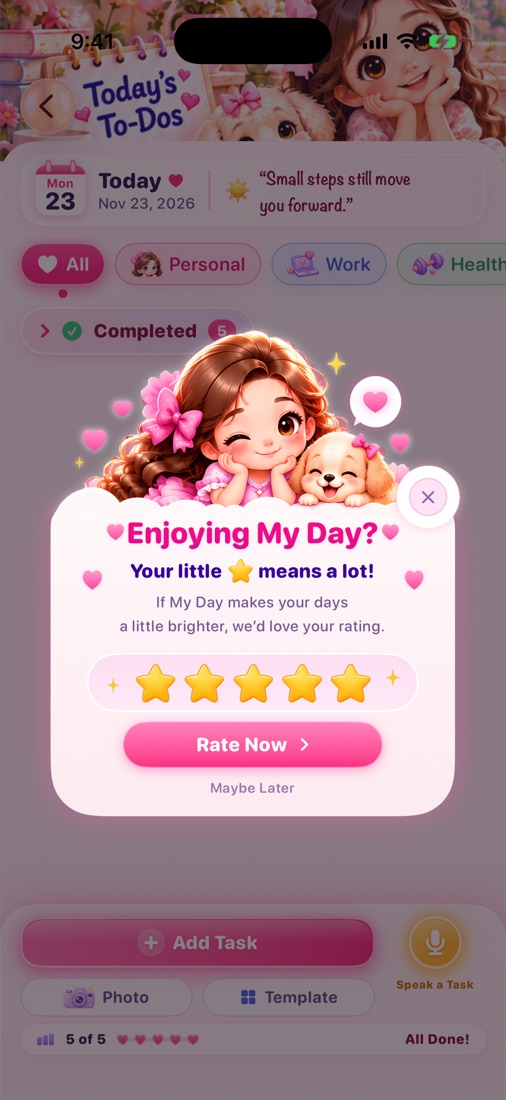 9:41
Today's
To-Dos
Mon
23
Today
Nov 23, 2026
“Small steps still move
you forward.”
All
Personal
Work
Health
Completed 5
Enjoying My Day?
Your little means a lot!
If My Day makes your days
a little brighter, we’d love your rating.
Rate Now
Maybe Later
Add Task
Speak a Task
Photo
Template
5 of 5
All Done!